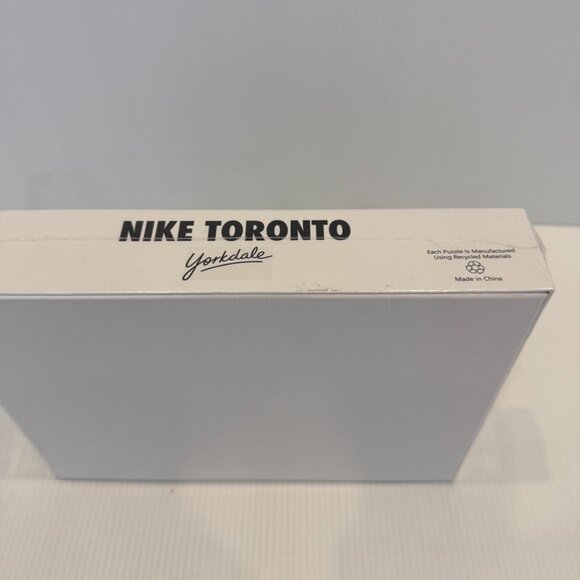 NIKE TORONTO
Yorkdale
Each Puzzle is Manufactured
Using Recycled Materials
Made in China